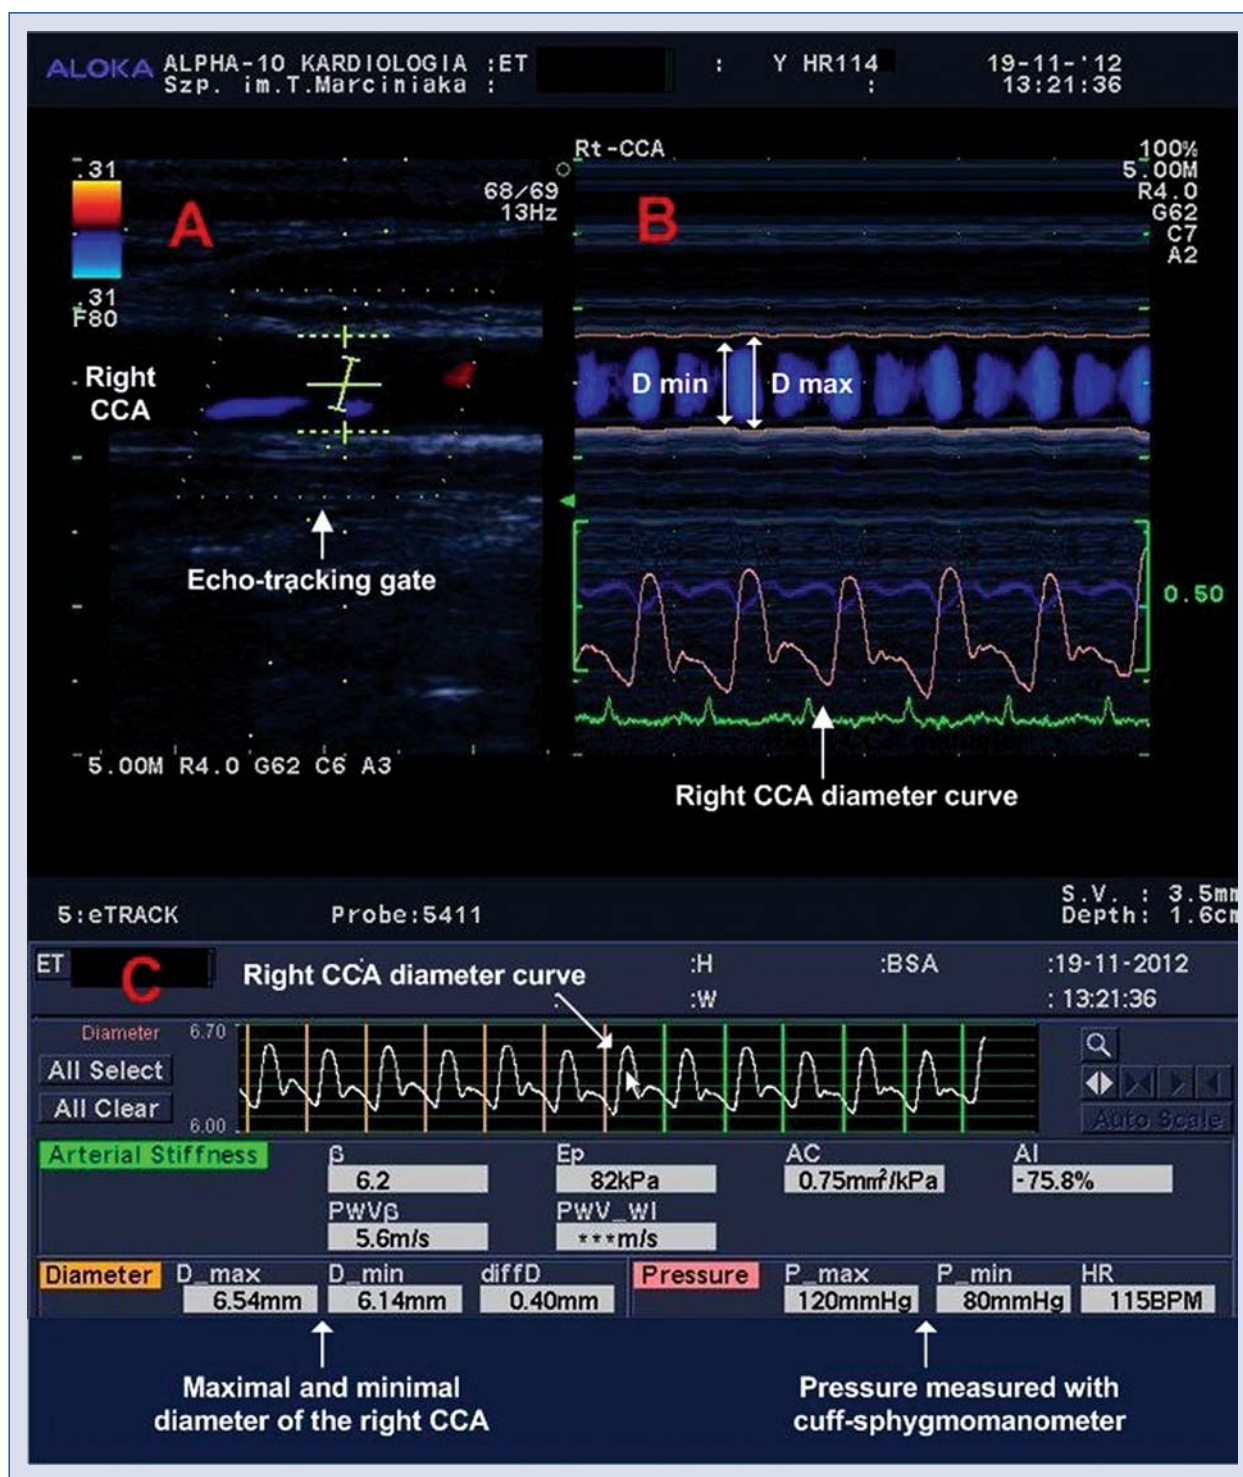 ALOKA ALPHA-10 KARDIOLOGIA :ET : Y HR114 19-11-'12
Szp. im.T.Marciniaka : : 13:21:36
.31
A
68/69
13Hz
.31
F80
Right
CCA
Echo-tracking gate
5.00M R4.0 G62 C6 A3
Rt-CCA
B
100%
5.00M
R4.0
G62
C7
A2
D min D max
0.50
Right CCA diameter curve
5:eTRACK Probe:5411
S.V. : 3.5mm
Depth: 1.6cm
ET C Right CCA diameter curve :H :BSA :19-11-2012
: :W : 13:21:36
Diameter 6.70
All Select
All Clear
6.00
Auto Scale
Arterial Stiffness β Ep AC AI
6.2 82kPa 0.75mm²/kPa -75.8%
PWVβ PWV_WI
5.6m/s ***m/s
Diameter D_max D_min diffD Pressure P_max P_min HR
6.54mm 6.14mm 0.40mm 120mmHg 80mmHg 115BPM
Maximal and minimal
diameter of the right CCA
Pressure measured with
cuff-sphygmomanometer